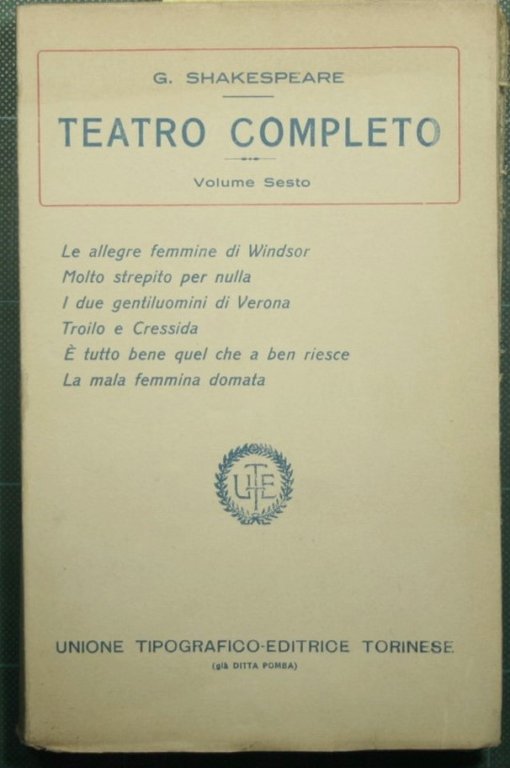 G. SHAKESPEARE
TEATRO COMPLETO
Volume Sesto
Le allegre femmine di Windsor
Molto strepito per nulla
I due gentiluomini di Verona
Troilo e Cressida
È tutto bene quel che a ben riesce
La mala femmina domata
UTET
UNIONE TIPOGRAFICO-EDITRICE TORINESE
(già DITTA POMBA)